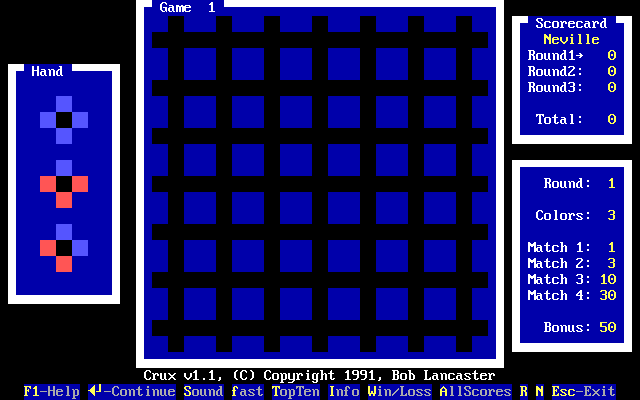 Game 1
Hand
Scorecard
Neville
Round1→ 0
Round2: 0
Round3: 0
Total: 0
Round: 1
Colors: 3
Match 1: 1
Match 2: 3
Match 3: 10
Match 4: 30
Bonus: 50
Crux v1.1, (C) Copyright 1991, Bob Lancaster
F1-Help ◄┘-Continue Sound fast TopTen Info Win/Loss AllScores R N Esc-Exit